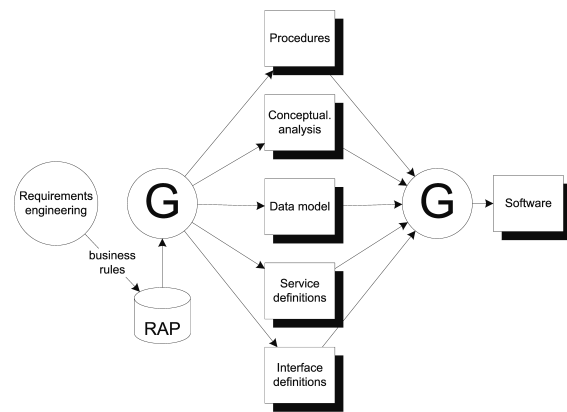 Procedures
Conceptual.
analysis
Requirements
engineering
G
Data model
G
Software
business
rules
Service
definitions
RAP
Interface
definitions